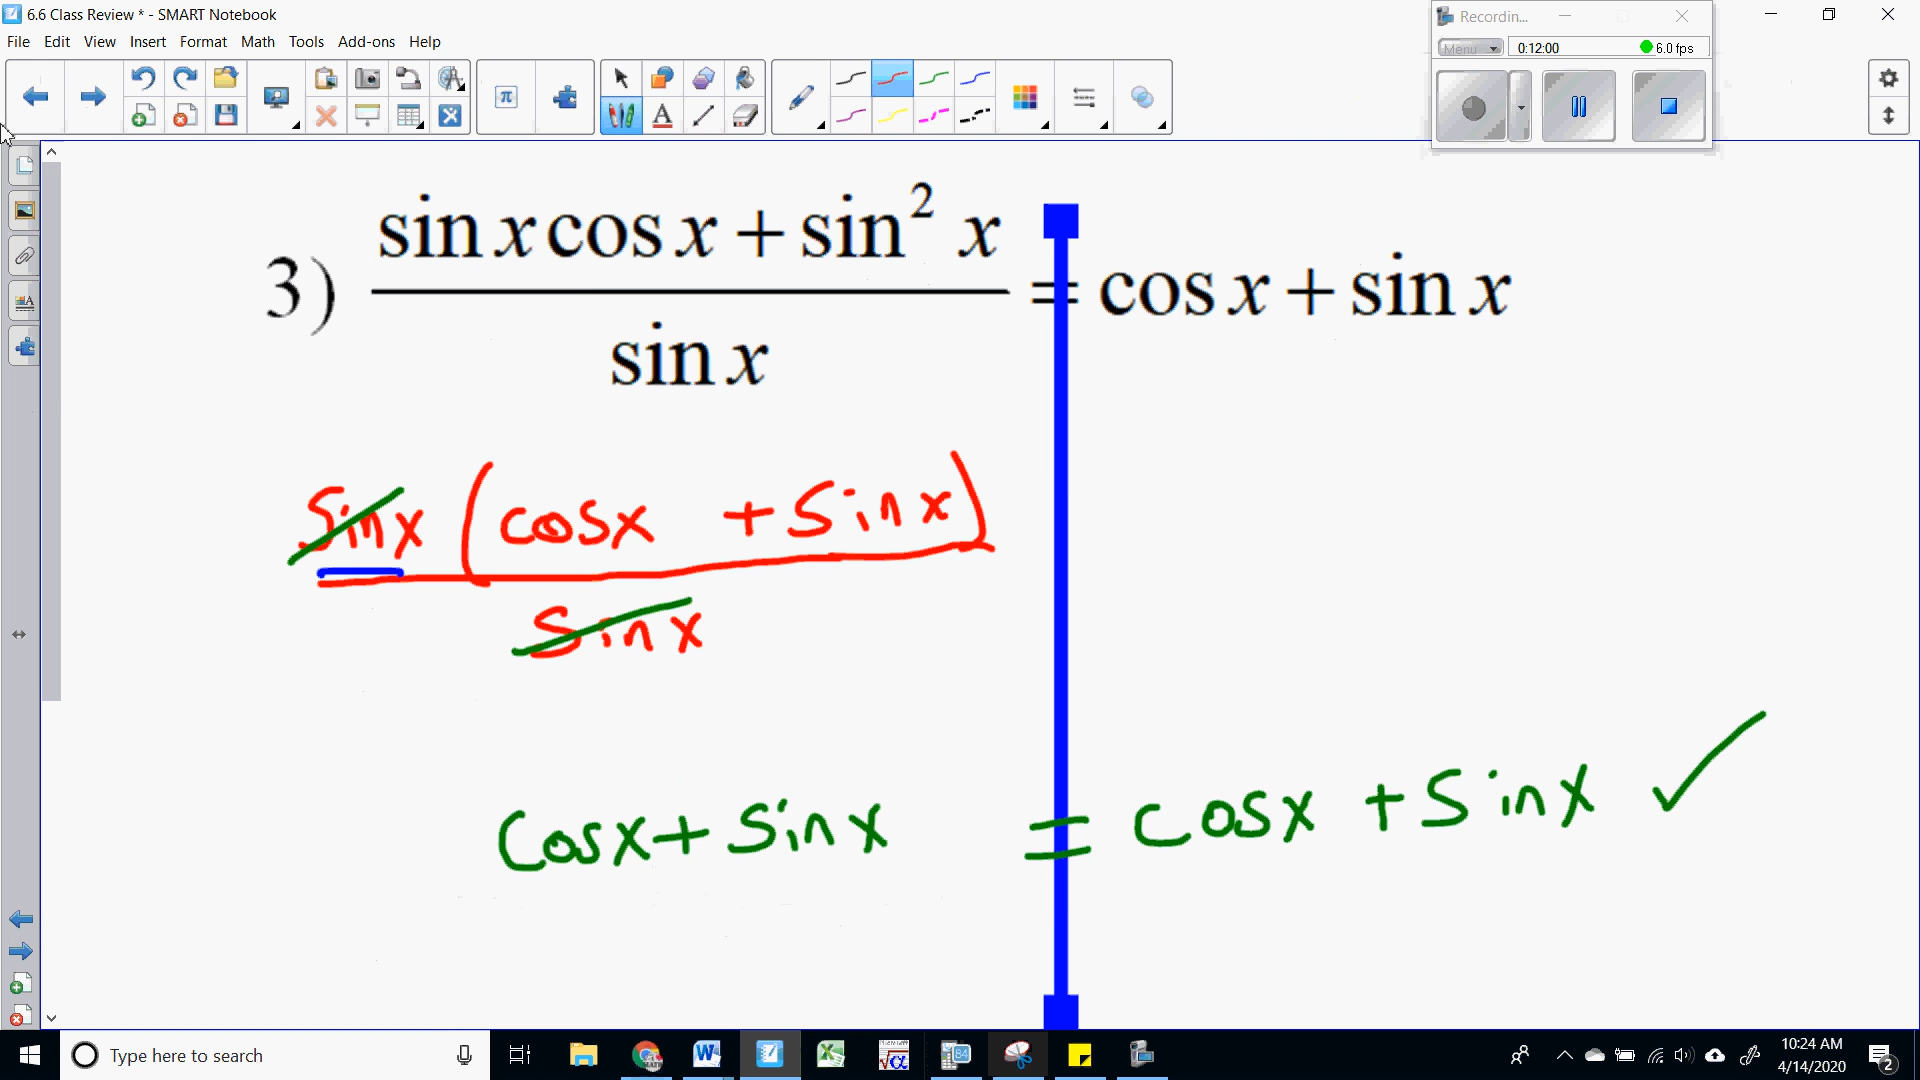 6.6 Class Review * - SMART Notebook
Recordin...
File Edit View Insert Format Math Tools Add-ons Help
Menu 0:12:00 6.0 fps
π
A
3) sin x cos x + sin² x = cos x + sin x
sin x
sinx (cosx + sinx)
sinx
cosx + sinx = cosx + sinx ✓
Type here to search
10:24 AM
4/14/2020
2